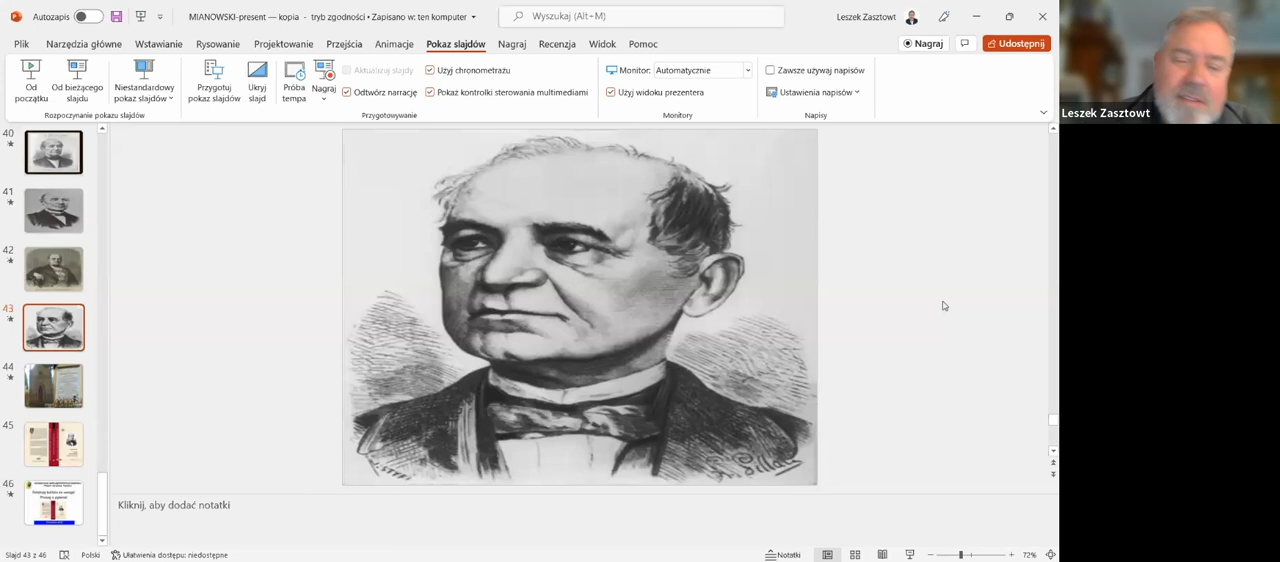 Autozapis
MIANOWSKI-present — kopia - tryb zgodności • Zapisano w: ten komputer
Wyszukaj (Alt+M)
Leszek Zasztowt
Plik
Narzędzia główne
Wstawianie
Rysowanie
Projektowanie
Przejścia
Animacje
Pokaz slajdów
Nagraj
Recenzja
Widok
Pomoc
Nagraj
Udostępnij
Od początku
Od bieżącego slajdu
Niestandardowy pokaz slajdów
Rozpoczynanie pokazu slajdów
Przygotuj pokaz slajdów
Ukryj slajd
Próba tempa
Nagraj
Aktualizuj slajdy
Odtwórz narrację
Użyj chronometrażu
Pokaż kontrolki sterowania multimediami
Przygotowywanie
Monitor: Automatycznie
Użyj widoku prezentera
Monitory
Zawsze używaj napisów
Ustawienia napisów
Napisy
Leszek Zasztowt
40
41
42
43
44
45
46
Kliknij, aby dodać notatki
Slajd 43 z 46
Polski
Ułatwienia dostępu: niedostępne
Notatki
72%